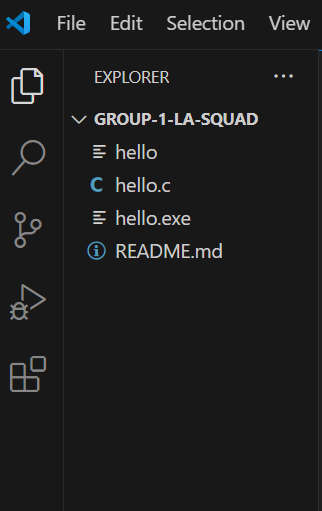 File Edit Selection View
EXPLORER ...
GROUP-1-LA-SQUAD
hello
C hello.c
hello.exe
README.md